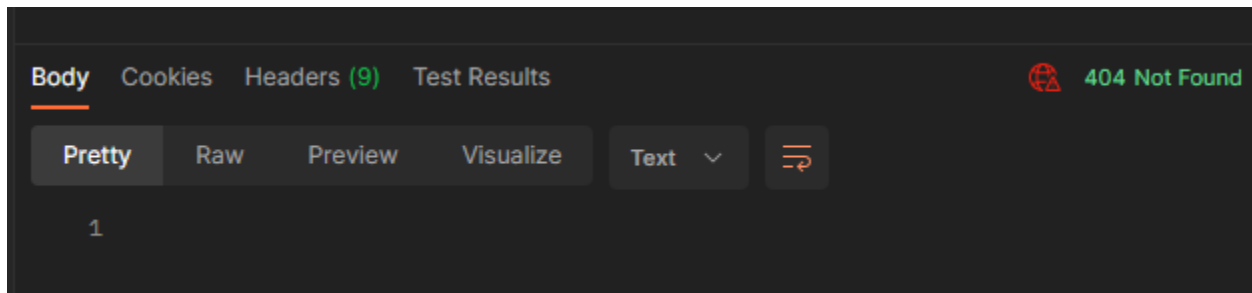 Body Cookies Headers (9) Test Results 404 Not Found
Pretty Raw Preview Visualize Text
1